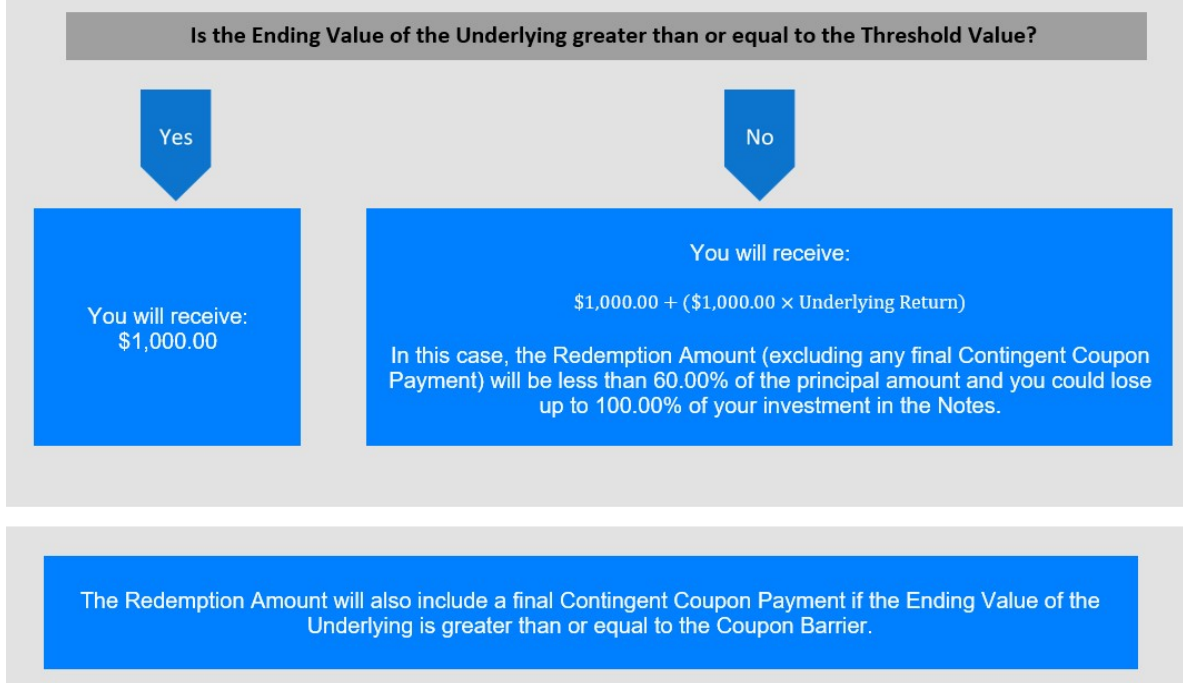 Is the Ending Value of the Underlying greater than or equal to the Threshold Value?
Yes
No
You will receive:
$1,000.00
You will receive:
$1,000.00 + ($1,000.00 × Underlying Return)
In this case, the Redemption Amount (excluding any final Contingent Coupon
Payment) will be less than 60.00% of the principal amount and you could lose
up to 100.00% of your investment in the Notes.
The Redemption Amount will also include a final Contingent Coupon Payment if the Ending Value of the
Underlying is greater than or equal to the Coupon Barrier.